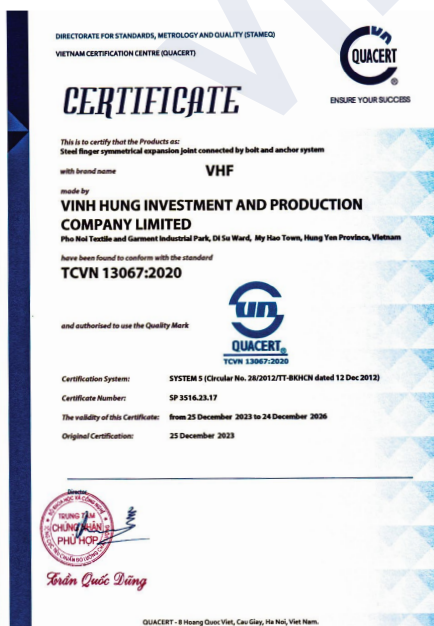 DIRECTORATE FOR STANDARDS, METROLOGY AND QUALITY (STAMEQ)
VIETNAM CERTIFICATION CENTRE (QUACERT)
QUACERT
®
ENSURE YOUR SUCCESS
CERTIFICATE
This is to certify that the Products as:
Steel finger symmetrical expansion joint connected by bolt and anchor system
with brand name VHF
made by
VINH HUNG INVESTMENT AND PRODUCTION
COMPANY LIMITED
Pho Noi Textile and Garment Industrial Park, Di Su Ward, My Hao Town, Hung Yen Province, Vietnam
have been found to conform with the standard
TCVN 13067:2020
and authorised to use the Quality Mark
QUACERT®
TCVN 13067:2020
Certification System: SYSTEM 5 (Circular No. 28/2012/TT-BKHCN dated 12 Dec 2012)
Certificate Number: SP 3516.23.17
The validity of this Certificate: from 25 December 2023 to 24 December 2026
Original Certification: 25 December 2023
Director
TRUNG TÂM
CHỨNG NHẬN
PHÙ HỢP
Trần Quốc Dũng
QUACERT - 8 Hoang Quoc Viet, Cau Giay, Ha Noi, Viet Nam.